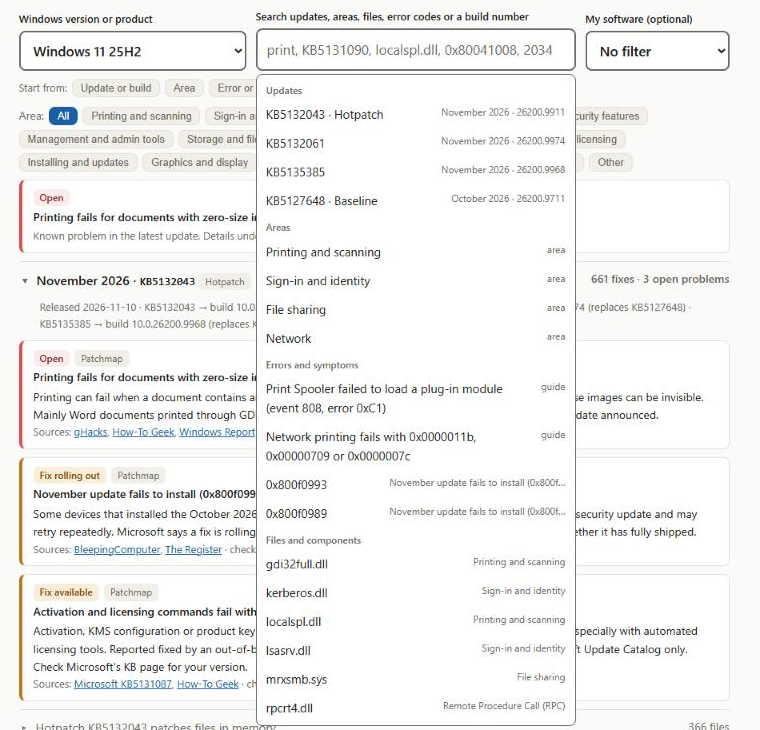 Windows version or product
Search updates, areas, files, error codes or a build number
My software (optional)
Windows 11 25H2
print, KB5131090, localspl.dll, 0x80041008, 2034
No filter
Start from: Update or build Area Error or
Area: All Printing and scanning Sign-in a
curity features
Management and admin tools Storage and file
licensing
Installing and updates Graphics and display
Other
Open
Printing fails for documents with zero-size i
Known problem in the latest update. Details und
November 2026 · KB5132043 Hotpatch
661 fixes · 3 open problems
Released 2026-11-10 · KB5132043 → build 10.0
74 (replaces KB5127648) ·
KB5135385 → build 10.0.26200.9968 (replaces K
Open Patchmap
Printing fails for documents with zero-size i
Printing can fail when a document contains a
se images can be invisible.
Mainly Word documents printed through GD
date announced.
Sources: gHacks, How-To Geek, Windows Report
Fix rolling out Patchmap
November update fails to install (0x800f099
Some devices that installed the October 2026
security update and may
retry repeatedly. Microsoft says a fix is rolling
ether it has fully shipped.
Sources: BleepingComputer, The Register · check
Fix available Patchmap
Activation and licensing commands fail with
Activation, KMS configuration or product key
specially with automated
licensing tools. Reported fixed by an out-of-b
ft Update Catalog only.
Check Microsoft's KB page for your version.
Sources: Microsoft KB5131087, How-To Geek · ch
Hotpatch KB5132043 patches files in memory
366 files
Updates
KB5132043 · Hotpatch November 2026 · 26200.9911
KB5132061 November 2026 · 26200.9974
KB5135385 November 2026 · 26200.9968
KB5127648 · Baseline October 2026 · 26200.9711
Areas
Printing and scanning area
Sign-in and identity area
File sharing area
Network area
Errors and symptoms
Print Spooler failed to load a plug-in module guide
(event 808, error 0xC1)
Network printing fails with 0x0000011b, guide
0x00000709 or 0x0000007c
0x800f0993 November update fails to install (0x800f...
0x800f0989 November update fails to install (0x800f...
Files and components
gdi32full.dll Printing and scanning
kerberos.dll Sign-in and identity
localspl.dll Printing and scanning
lsasrv.dll Sign-in and identity
mrxsmb.sys File sharing
rpcrt4.dll Remote Procedure Call (RPC)